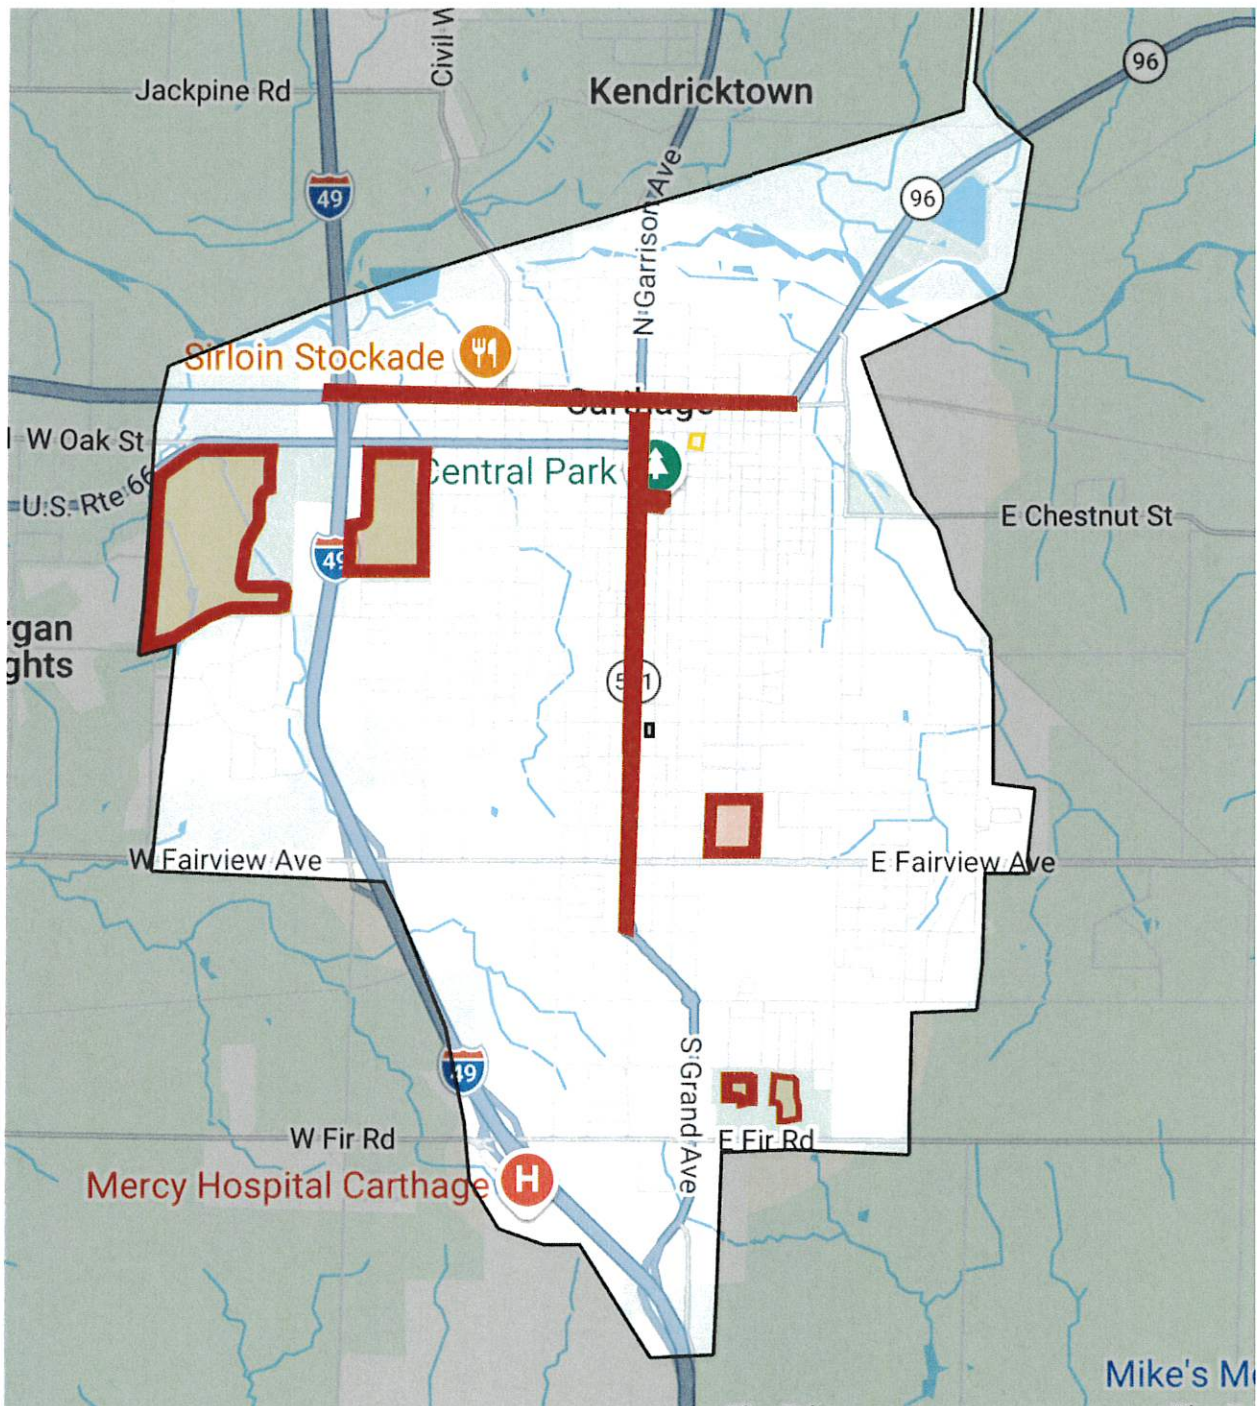 Civil W
96
Jackpine Rd
Kendricktown
49
96
N Garrison Ave
Sirloin Stockade
W Oak St
Central Park
U.S. Rte 66
E Chestnut St
49
rgan
ghts
W Fairview Ave
E Fairview Ave
49
S Grand Ave
W Fir Rd
E Fir Rd
Mercy Hospital Carthage
H
Mike's M